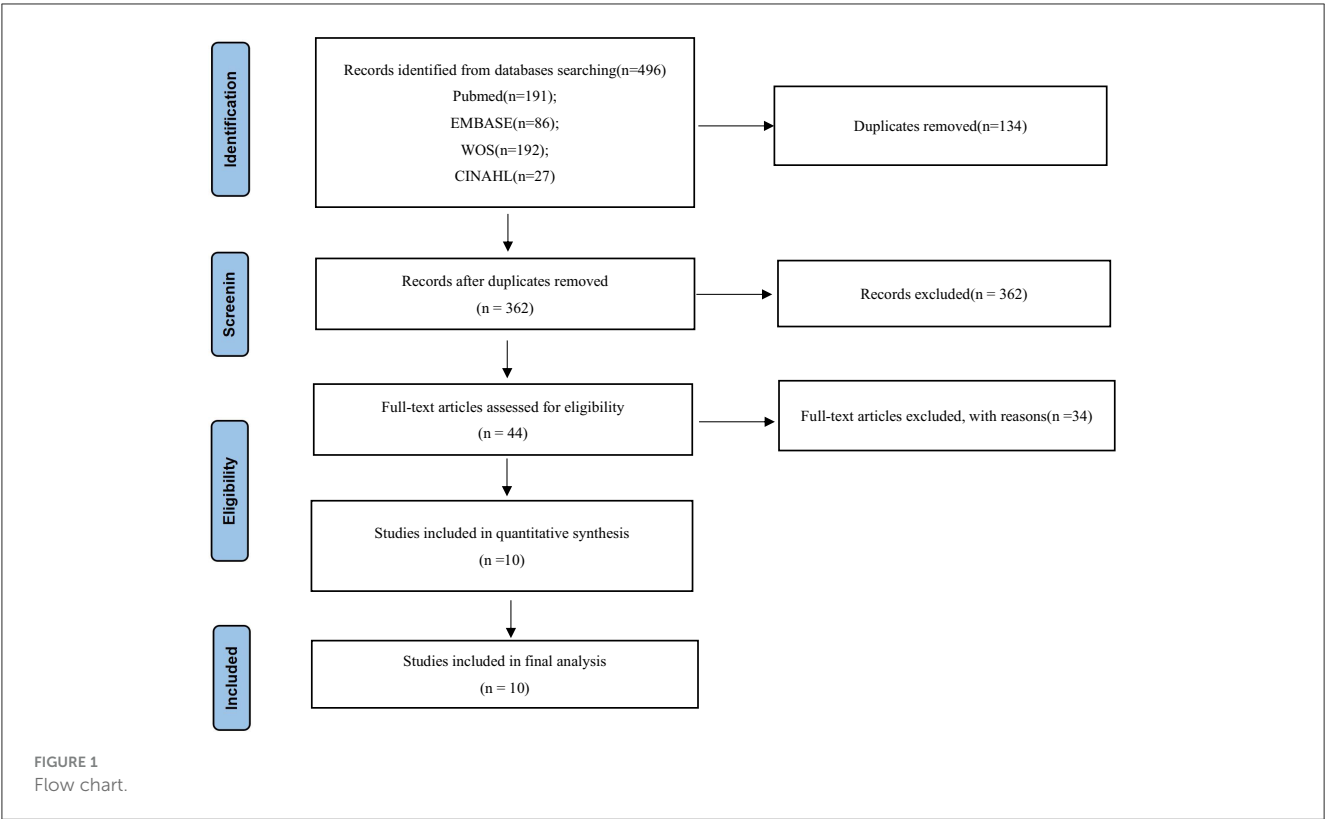 Identification
Records identified from databases searching(n=496)
Pubmed(n=191);
EMBASE(n=86);
WOS(n=192);
CINAHL(n=27)
Duplicates removed(n=134)
Screenin
Records after duplicates removed
(n = 362)
Records excluded(n = 362)
Eligibility
Full-text articles assessed for eligibility
(n = 44)
Full-text articles excluded, with reasons(n =34)
Studies included in quantitative synthesis
(n =10)
Included
Studies included in final analysis
(n = 10)
FIGURE 1
Flow chart.